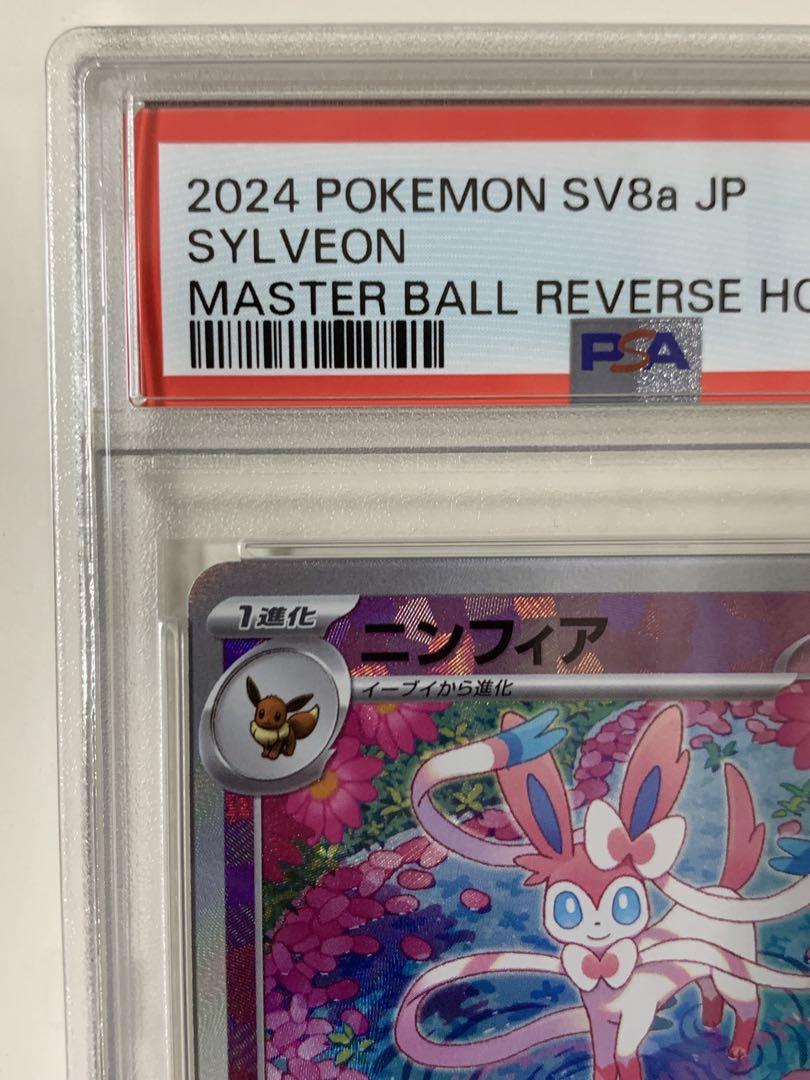 2024 POKEMON SV8a JP
SYLVEON
MASTER BALL REVERSE
PSA
1進化
ニンフィア
イーブイから進化